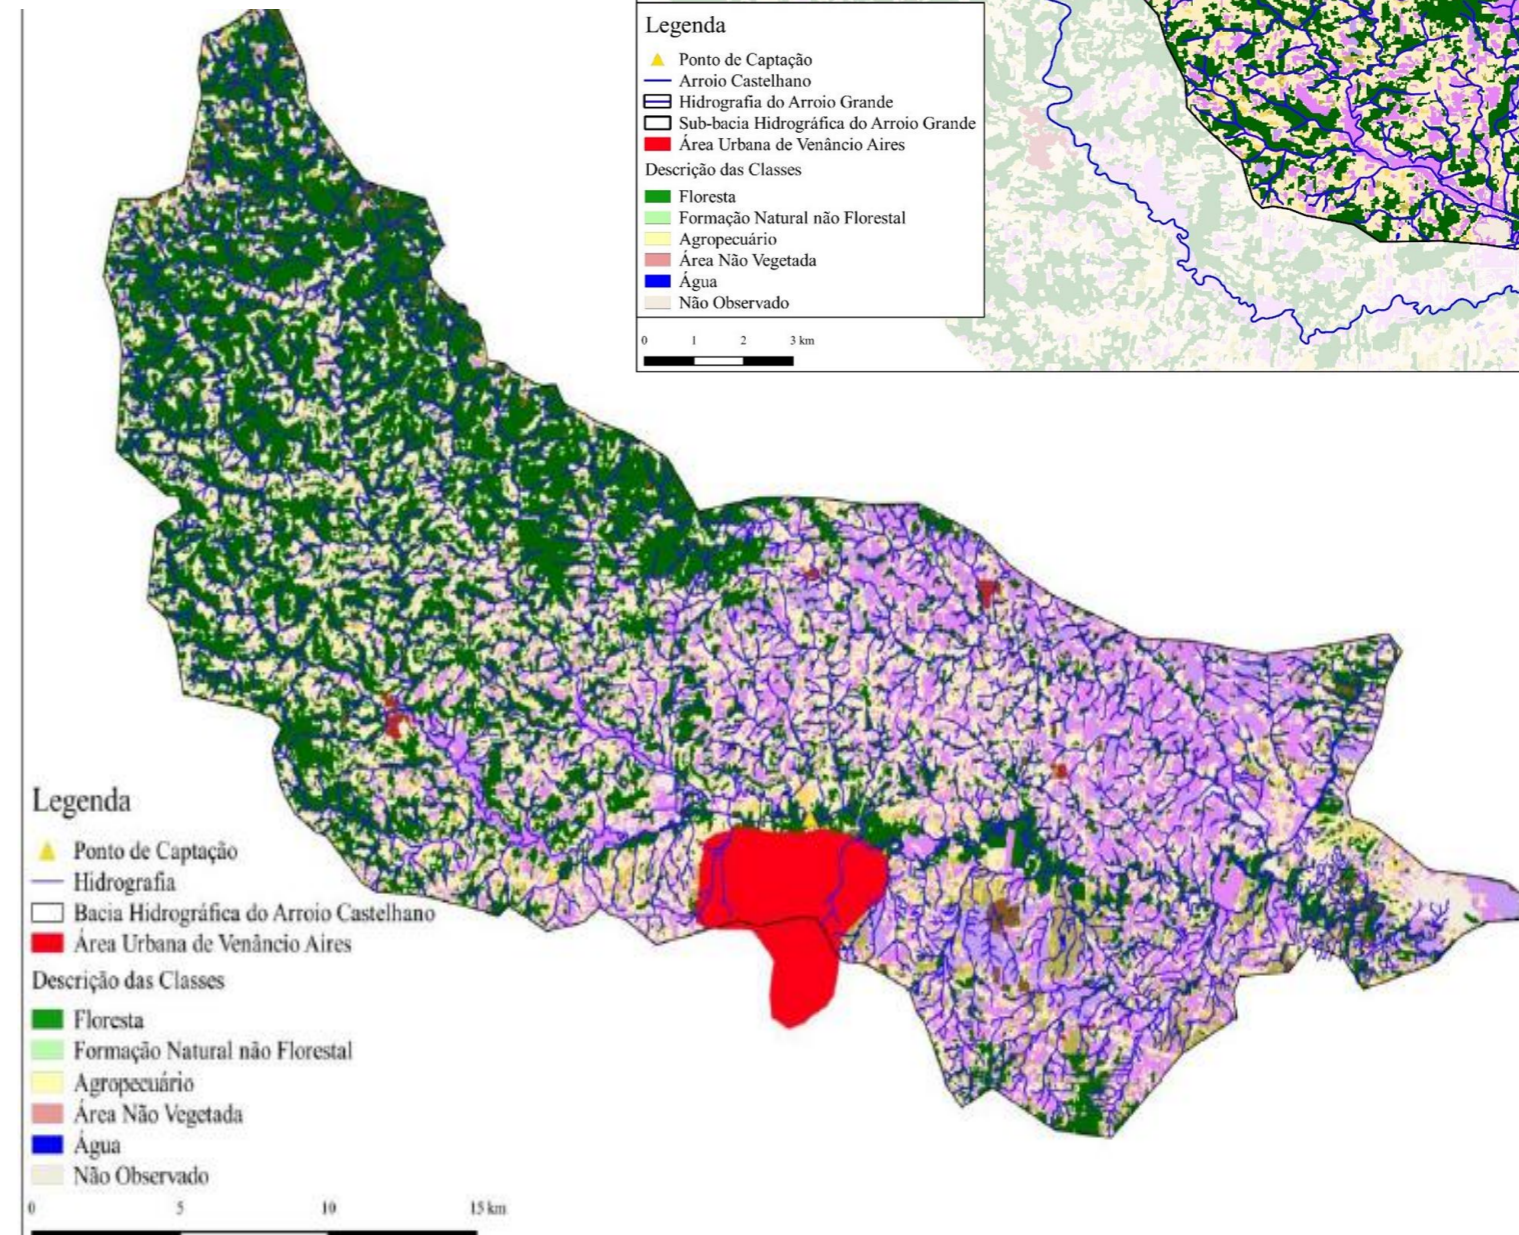 Legenda
Ponto de Captação
Arroio Castelhano
Hidrografia do Arroio Grande
Sub-bacia Hidrográfica do Arroio Grande
Área Urbana de Venâncio Aires
Descrição das Classes
Floresta
Formação Natural não Florestal
Agropecuário
Área Não Vegetada
Água
Não Observado
0 1 2 3 km
Legenda
Ponto de Captação
Hidrografia
Bacia Hidrográfica do Arroio Castelhano
Área Urbana de Venâncio Aires
Descrição das Classes
Floresta
Formação Natural não Florestal
Agropecuário
Área Não Vegetada
Água
Não Observado
0 5 10 15 km